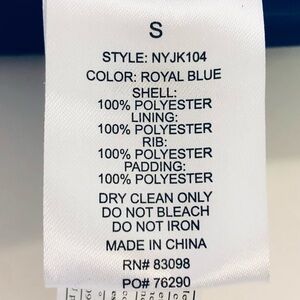 S
STYLE: NYJK104
COLOR: ROYAL BLUE
SHELL:
100% POLYESTER
LINING:
100% POLYESTER
RIB:
100% POLYESTER
PADDING:
100% POLYESTER
DRY CLEAN ONLY
DO NOT BLEACH
DO NOT IRON
MADE IN CHINA
RN# 83098
PO# 76290